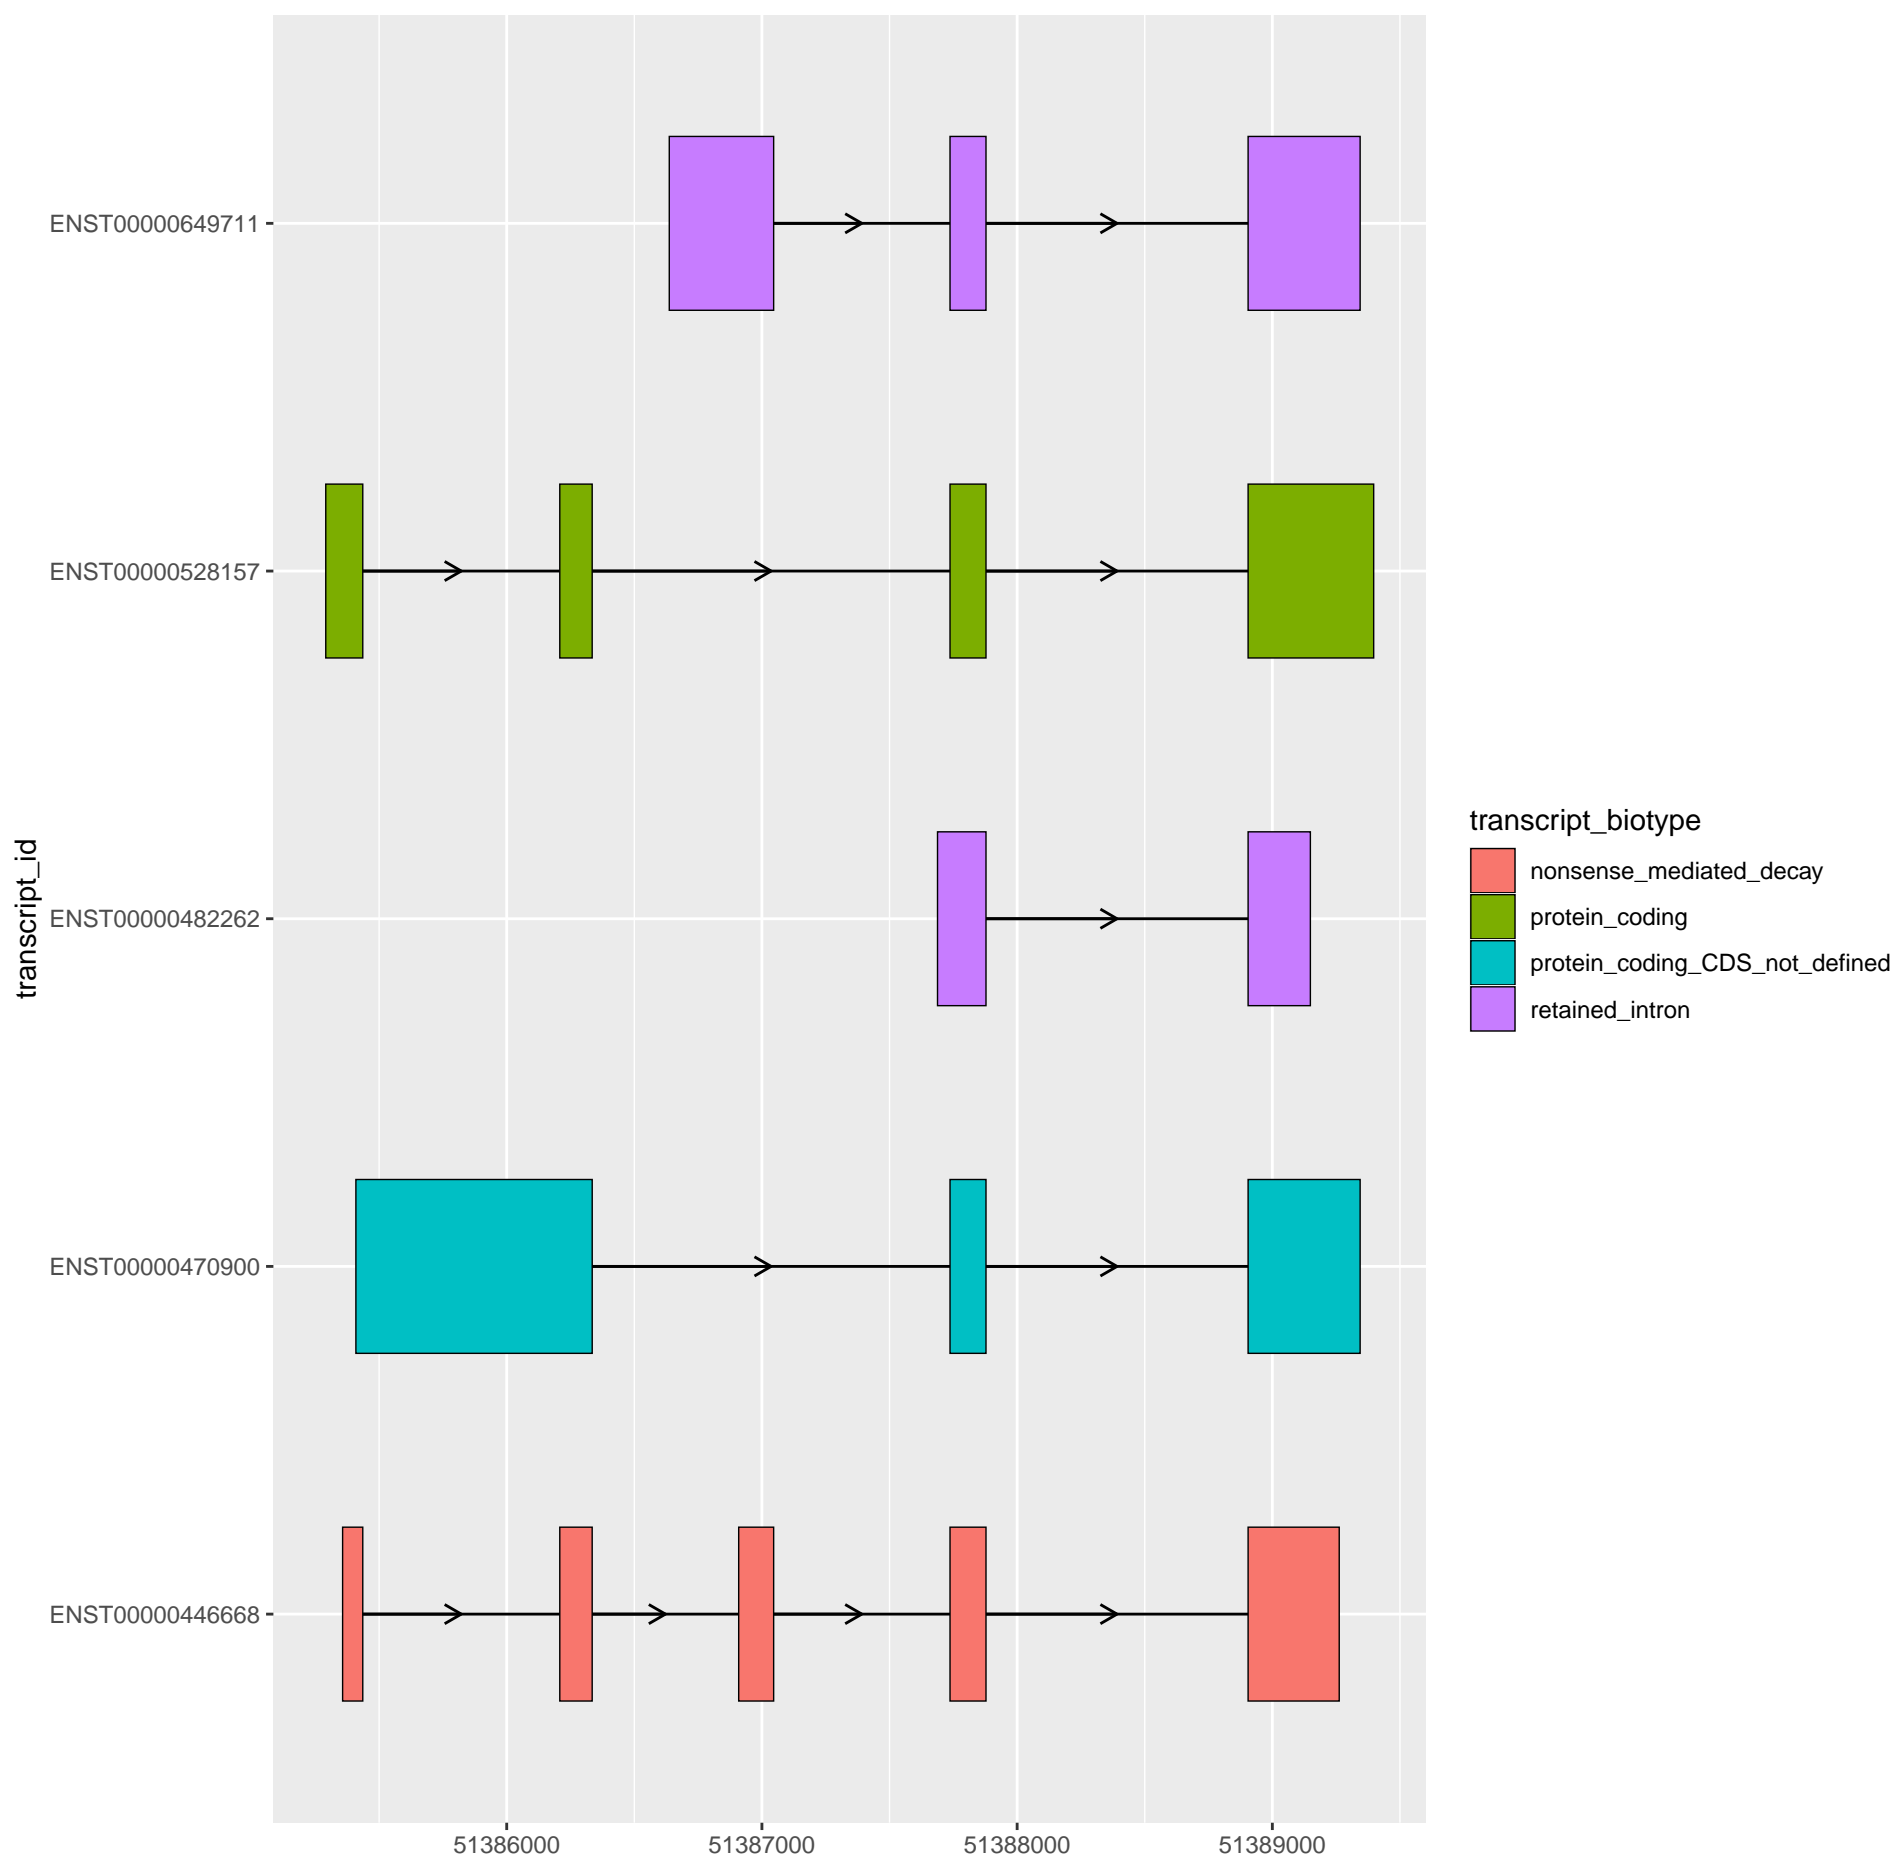 transcript_id
ENST00000649711
ENST00000528157
ENST00000482262
ENST00000470900
ENST00000446668
51386000
51387000
51388000
51389000
transcript_biotype
nonsense_mediated_decay
protein_coding
protein_coding_CDS_not_defined
retained_intron